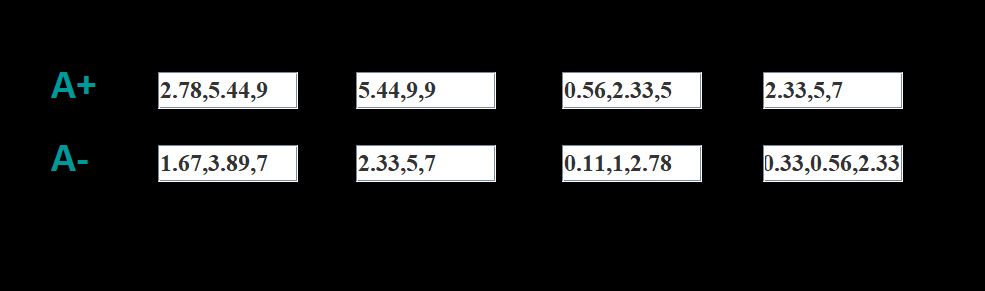 A+ 2.78,5.44,9 5.44,9,9 0.56,2.33,5 2.33,5,7
A- 1.67,3.89,7 2.33,5,7 0.11,1,2.78 0.33,0.56,2.33